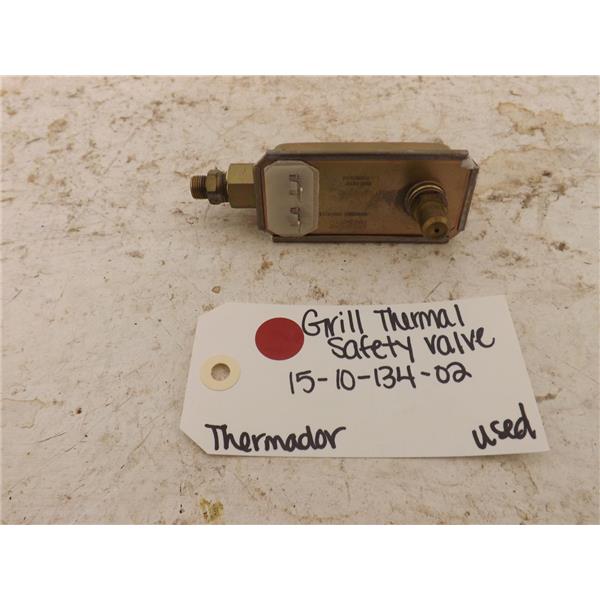 Grill Thermal
Safety Valve
15-10-134-02
Thermador
used